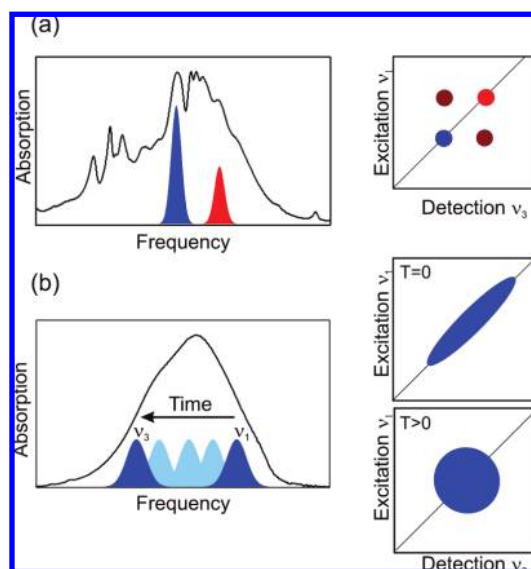 (a)
Absorption
Frequency
Excitation ν₁
Detection ν₃
(b)
Absorption
Time
ν₃
ν₁
Frequency
T=0
Excitation ν₁
T>0
Excitation ν₁
Detection ν₃